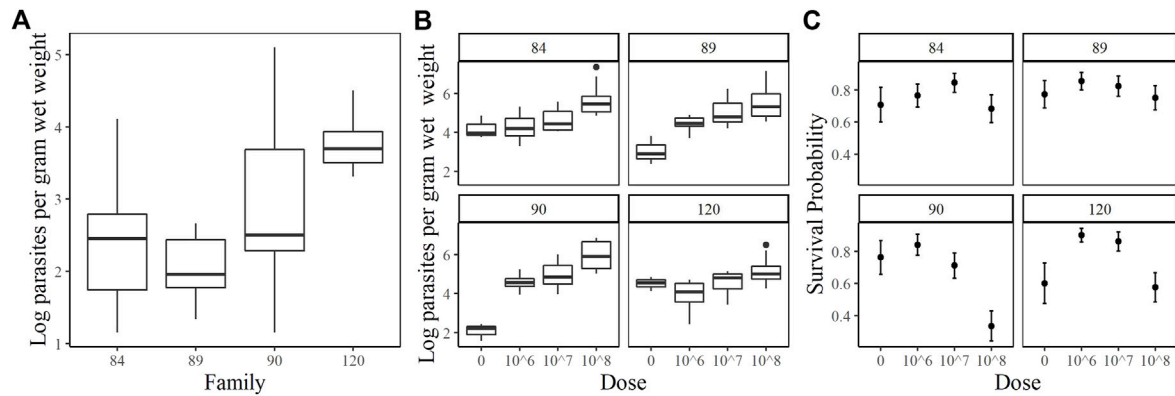 A
Log parasites per gram wet weight
5
4
3
2
1
84 89 90 120
Family
B
Log parasites per gram wet weight
84 89
6
4
2
90 120
6
4
2
0 10^6 10^7 10^8 0 10^6 10^7 10^8
Dose
C
Survival Probability
84 89
0.8
0.6
0.4
90 120
0.8
0.6
0.4
0 10^6 10^7 10^8 0 10^6 10^7 10^8
Dose